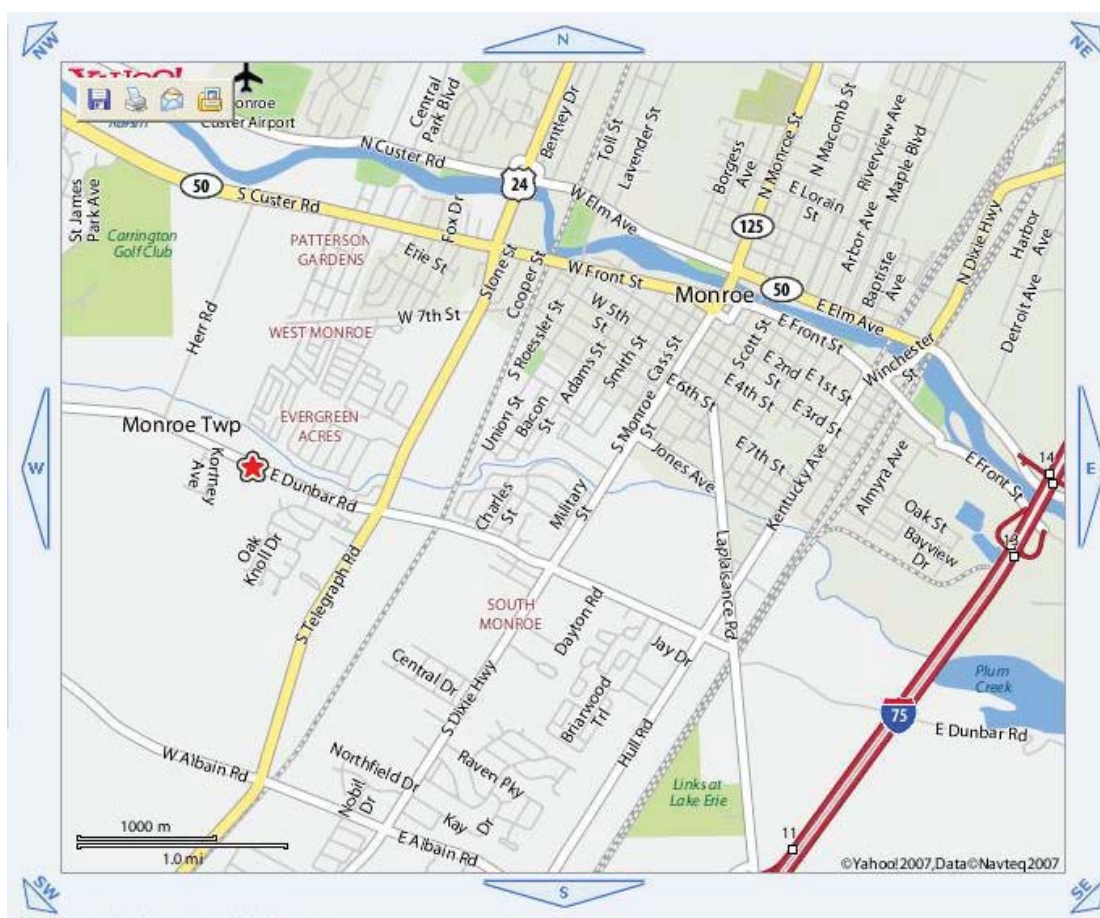 NW
N
NE
YAHOO!
Custer Airport
N Custer Rd
Central
Park Blvd
Bentley Dr
Toll St
Lavender St
Borgess
Ave
N Monroe St
N Macomb St
Riverview Ave
Maple Blvd
E Lorain
St
Arbor Ave
Baptiste
Ave
N Dixie Hwy
Harbor
Ave
Detroit Ave
St James
Park Ave
50
S Custer Rd
24
W Elm Ave
125
Carrington
Golf Club
PATTERSON
GARDENS
Fox Dr
Erie St
Stone St
Cooper St
W Front St
Monroe
50
E Elm Ave
Herr Rd
WEST MONROE
W 7th St
S Roessler St
W 5th
St
Adams St
Smith St
Cass St
Scott St
E Front St
E 2nd
St
E 1st St
Winchester
St
E 6th St
E 4th St
E 3rd St
Monroe Twp
EVERGREEN
ACRES
Union St
Bacon
St
S Monroe
St
E 7th St
W
Kortney
Ave
E Dunbar Rd
Jones Ave
Kentucky Ave
Almyra Ave
E Front St
14
E
Charles
St
Military
St
Oak St
Bayview
Dr
Oak
Knoll Dr
Laplaisance Rd
S Telegraph Rd
SOUTH
MONROE
Dayton Rd
Jay Dr
Central Dr
Briarwood
Trl
Plum
Creek
75
E Dunbar Rd
S Dixie Hwy
Hull Rd
W Albain Rd
Northfield Dr
Raven Pky
Nobil
Dr
Kay
Dr
Links at
Lake Erie
E Albain Rd
11
1000 m
1.0 mi
©Yahoo!2007,Data©Navteq2007
SW
S
SE